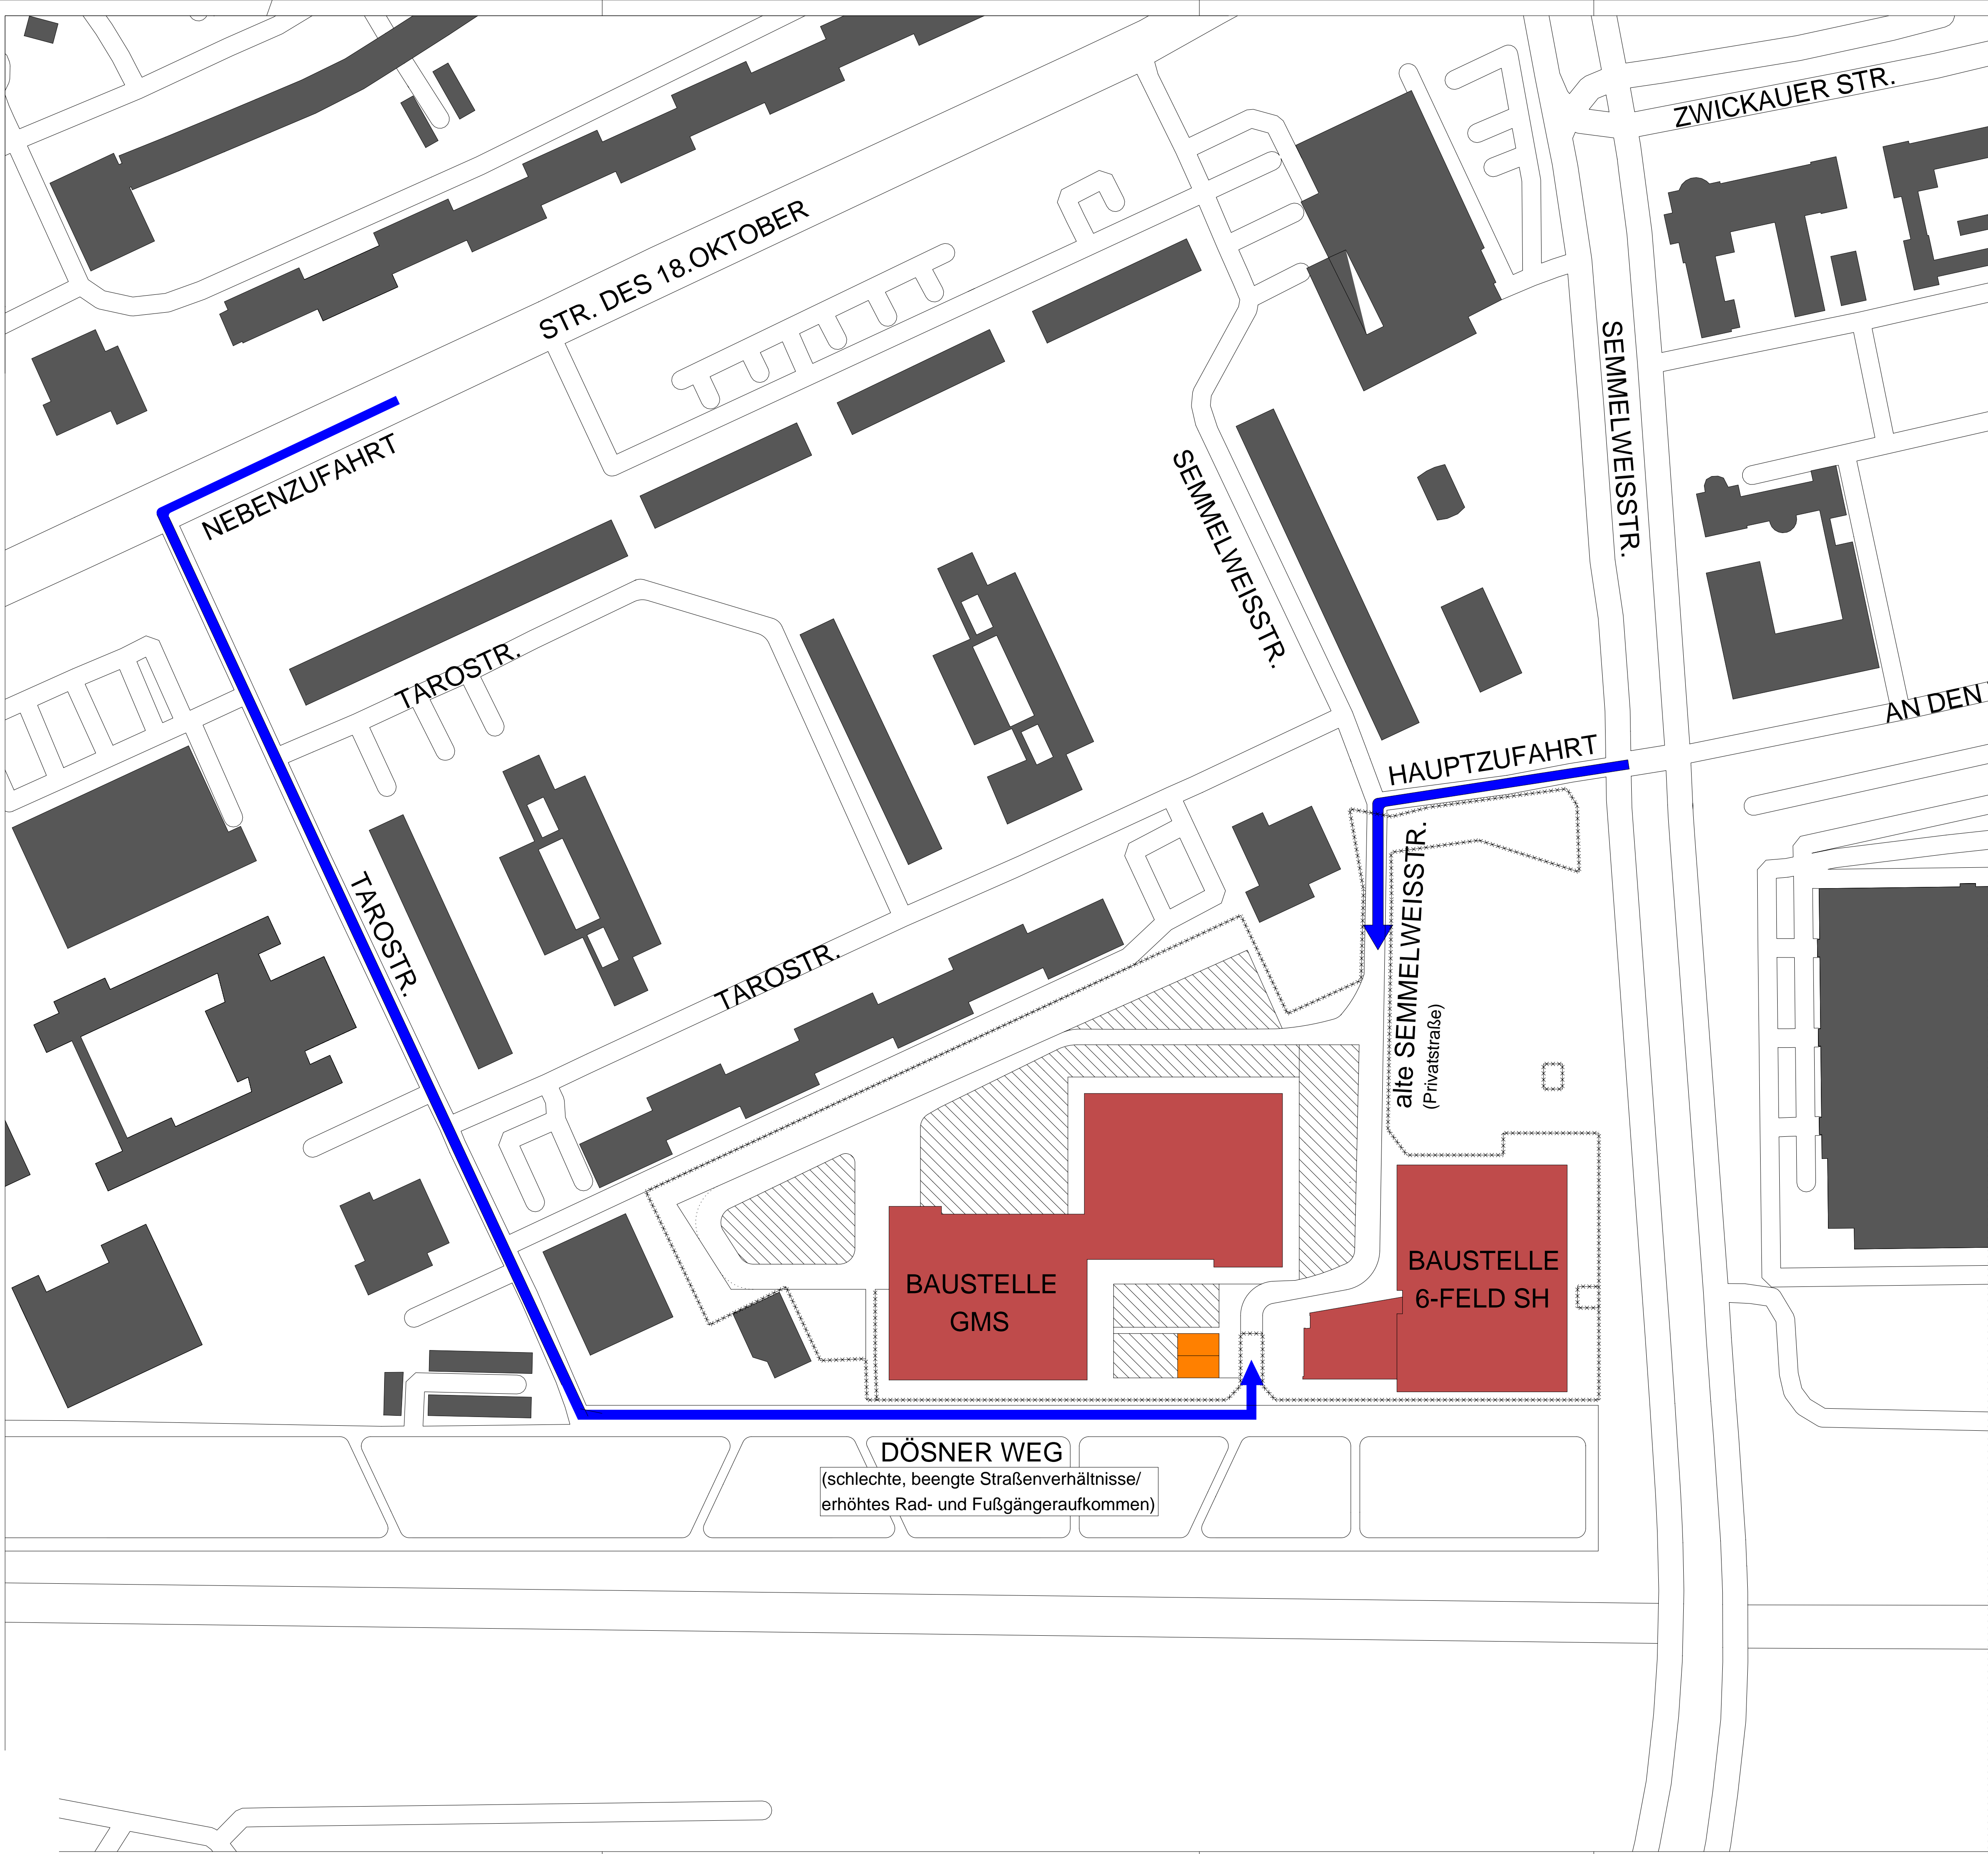 ZWICKAUER STR.
STR. DES 18.OKTOBER
SEMMELWEISSTR.
NEBENZUFAHRT
SEMMELWEISSTR.
TAROSTR.
AN DEN
HAUPTZUFAHRT
TAROSTR.
TAROSTR.
alte SEMMELWEISSTR.
(Privatstraße)
BAUSTELLE
GMS
BAUSTELLE
6-FELD SH
DÖSNER WEG
(schlechte, beengte Straßenverhältnisse/
erhöhtes Rad- und Fußgängeraufkommen)